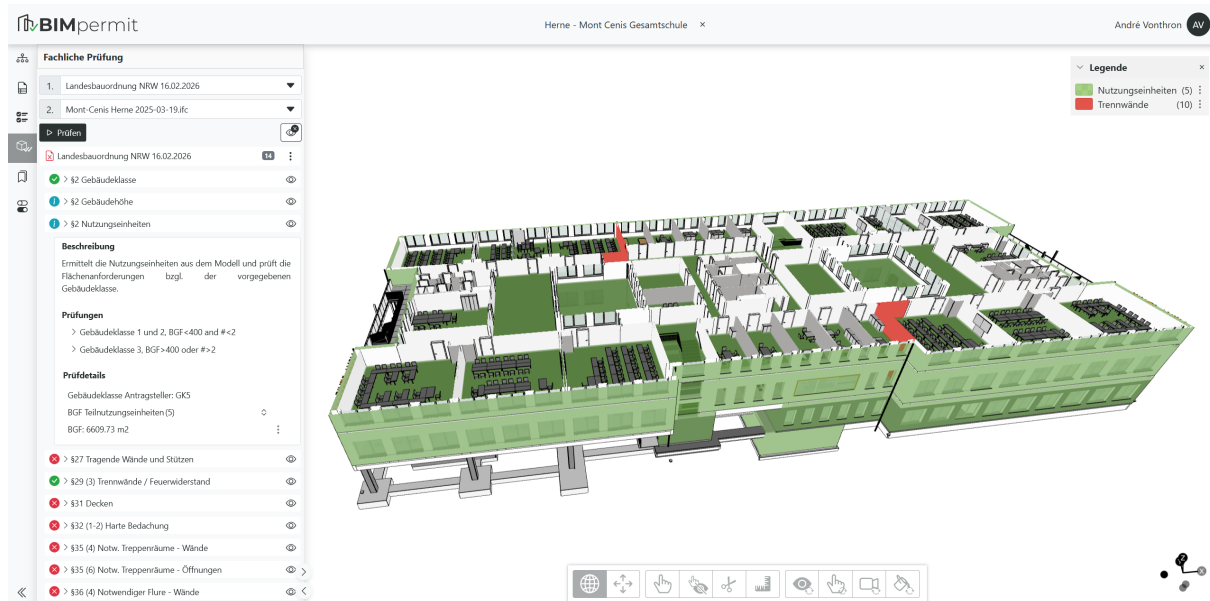 BIMpermit
Herne - Mont Cenis Gesamtschule ×
André Vonthron AV
Fachliche Prüfung
1. Landesbauordnung NRW 16.02.2026
2. Mont-Cenis Herne 2025-03-19.ifc
Prüfen
Landesbauordnung NRW 16.02.2026 14
§2 Gebäudeklasse
§2 Gebäudehöhe
§2 Nutzungseinheiten
Beschreibung
Ermittelt die Nutzungseinheiten aus dem Modell und prüft die
Flächenanforderungen bzgl. der vorgegebenen
Gebäudeklasse.
Prüfungen
Gebäudeklasse 1 und 2, BGF<400 and #<2
Gebäudeklasse 3, BGF>400 oder #>2
Prüfdetails
Gebäudeklasse Antragsteller: GK5
BGF Teilnutzungseinheiten (5)
BGF: 6609.73 m2
§27 Tragende Wände und Stützen
§29 (3) Trennwände / Feuerwiderstand
§31 Decken
§32 (1-2) Harte Bedachung
§35 (4) Notw. Treppenräume - Wände
§35 (6) Notw. Treppenräume - Öffnungen
§36 (4) Notwendiger Flure - Wände
Legende ×
Nutzungseinheiten (5)
Trennwände (10)